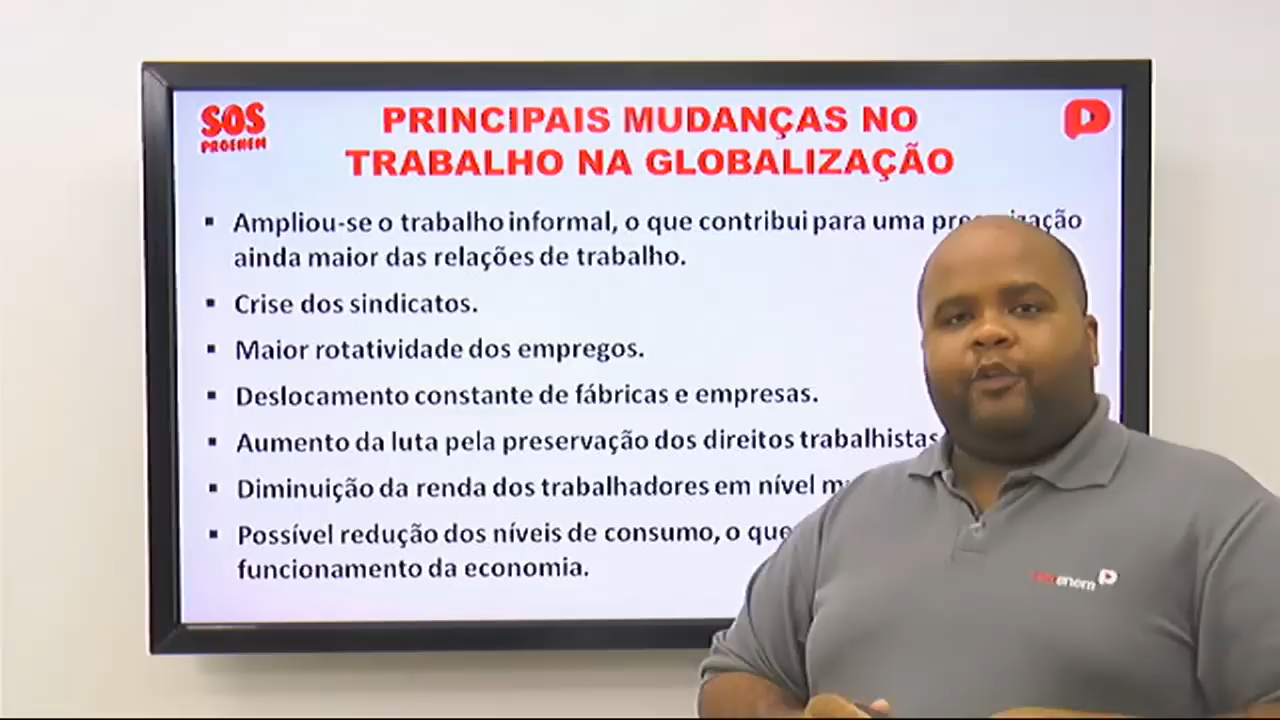 SOS
PROENEM
PRINCIPAIS MUDANÇAS NO
TRABALHO NA GLOBALIZAÇÃO
▪ Ampliou-se o trabalho informal, o que contribui para uma
ainda maior das relações de trabalho.
▪ Crise dos sindicatos.
▪ Maior rotatividade dos empregos.
▪ Deslocamento constante de fábricas e empresas.
▪ Aumento da luta pela preservação dos direitos trabalhistas
▪ Diminuição da renda dos trabalhadores em nível
▪ Possível redução dos níveis de consumo, o que
funcionamento da economia.
proenem